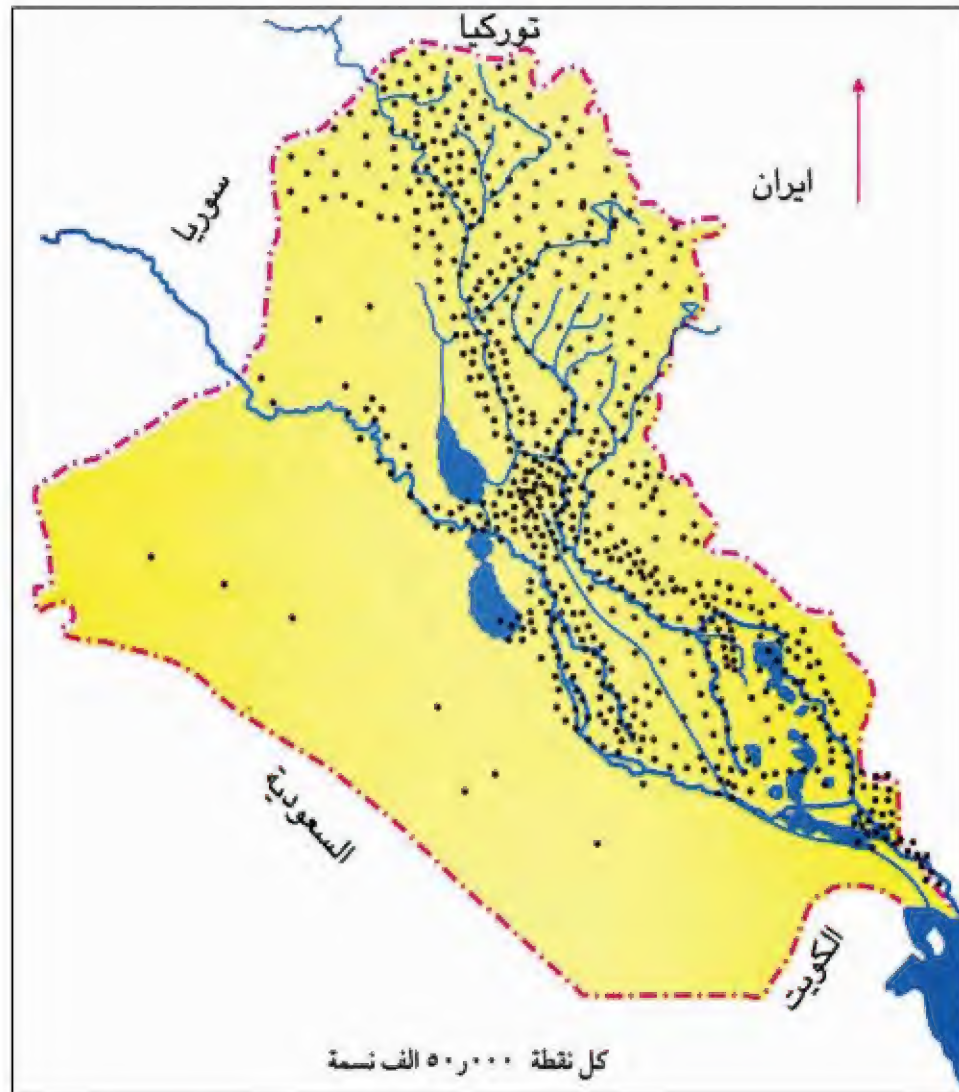 توركيا
ايران
سوريا
السعودية
الكويت
كل نقطة ٥٠٫٠٠٠ الف نسمة